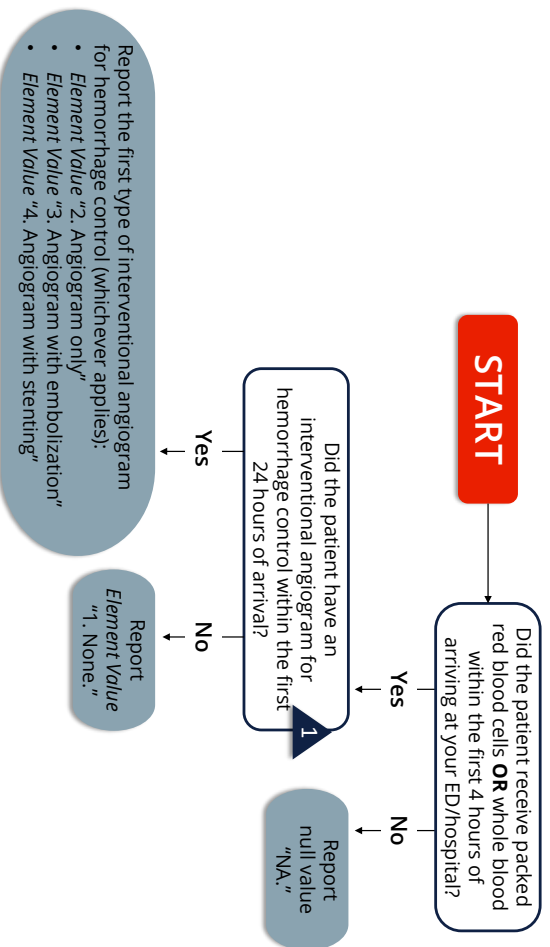 START
Did the patient receive packed
red blood cells OR whole blood
within the first 4 hours of
arriving at your ED/hospital?
Yes
No
Did the patient have an
interventional angiogram for
hemorrhage control within the first
24 hours of arrival?
1
Report
null value
“NA.”
Yes
No
Report the first type of interventional angiogram
for hemorrhage control (whichever applies):
• Element Value “2. Angiogram only”
• Element Value “3. Angiogram with embolization”
• Element Value “4. Angiogram with stenting”
Report
Element Value
“1. None.”